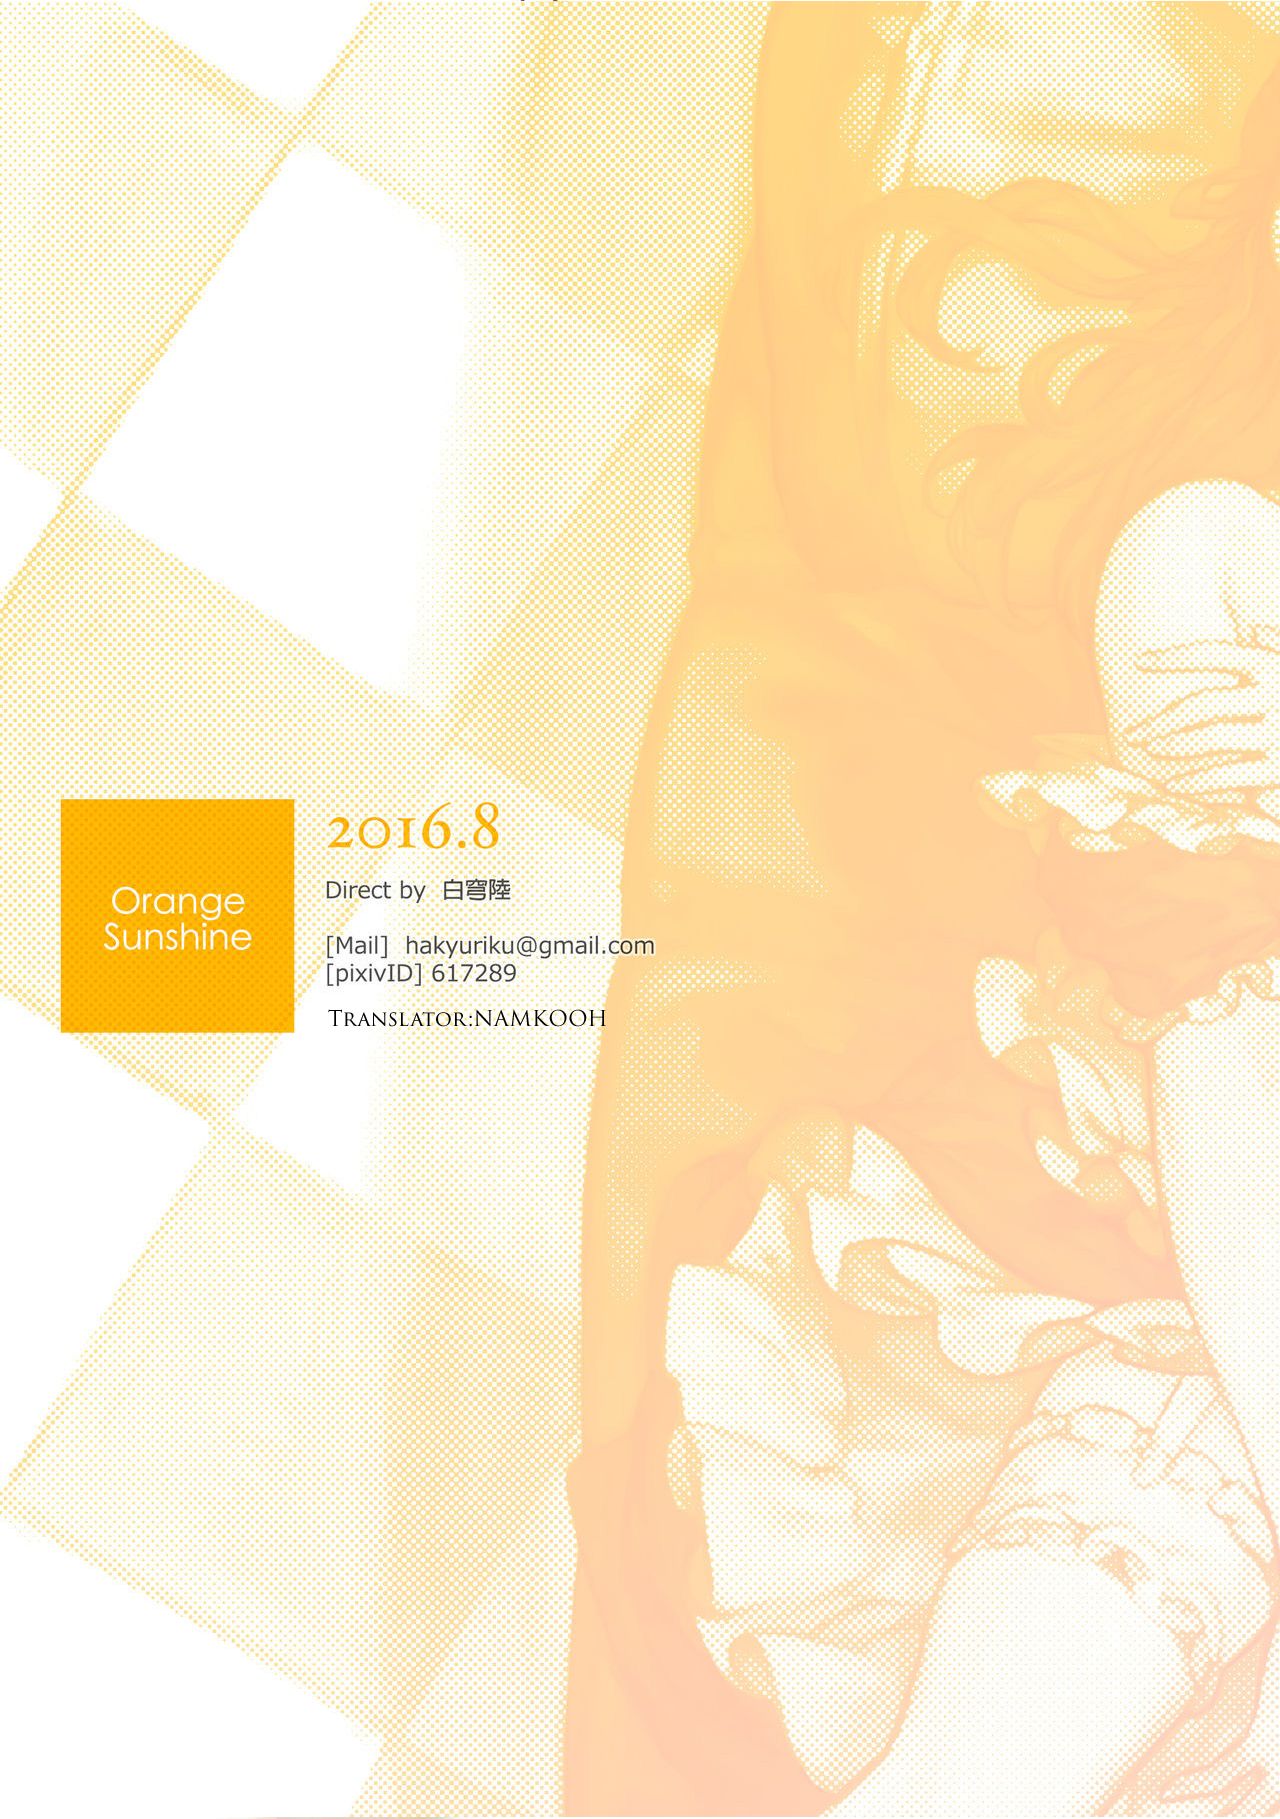 Orange
Sunshine
2016.8
Direct by 白穹陸
[Mail] hakyuriku@gmail.com
[pixivID] 617289
TRANSLATOR:NAMKOOH